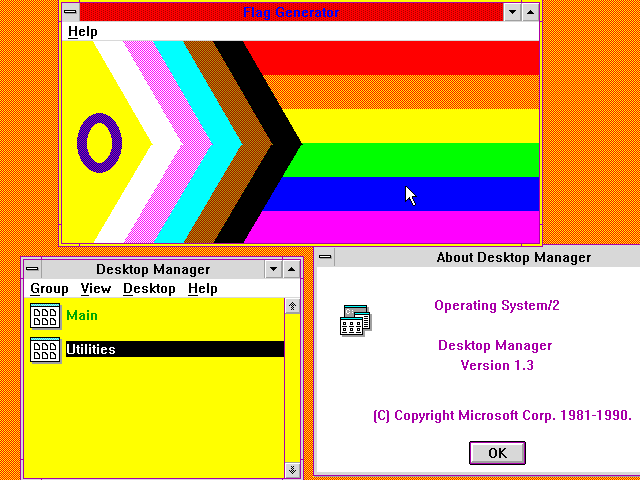 Flag Generator
Help
Desktop Manager
Group View Desktop Help
Main
Utilities
About Desktop Manager
Operating System/2
Desktop Manager
Version 1.3
(C) Copyright Microsoft Corp. 1981-1990.
OK